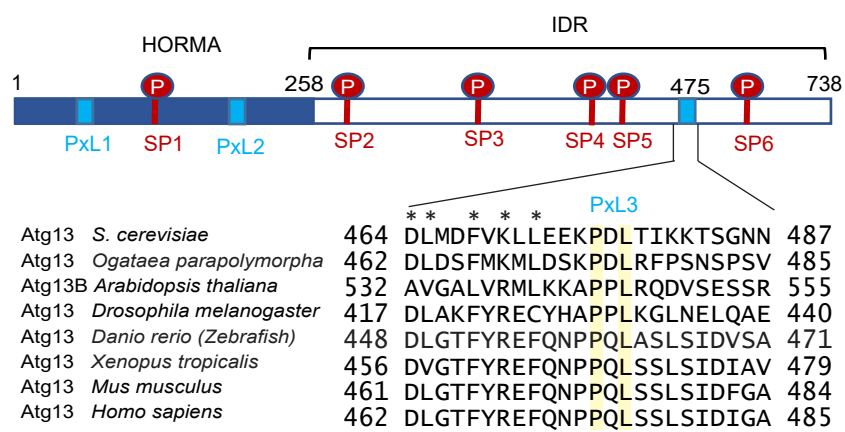 IDR
HORMA
1 P 258 P P P P 475 P 738
PxL1 SP1 PxL2 SP2 SP3 SP4 SP5 SP6
PxL3
* * * * *
Atg13 S. cerevisiae 464 DLMDFVKLLEEKPDLTIKKTSGNN 487
Atg13 Ogataea parapolymorpha 462 DLDSFMKMLDSKPDLRFPSNSPSV 485
Atg13B Arabidopsis thaliana 532 AVGALVRMLKKAPPLRQDVSESSR 555
Atg13 Drosophila melanogaster 417 DLAKFYRECYHAPPLKGLNELQAE 440
Atg13 Danio rerio (Zebrafish) 448 DLGTFYREFQNPPQLASLSIDVSA 471
Atg13 Xenopus tropicalis 456 DVGTFYREFQNPPQLSSLSIDIAV 479
Atg13 Mus musculus 461 DLGTFYREFQNPPQLSSLSIDFGA 484
Atg13 Homo sapiens 462 DLGTFYREFQNPPQLSSLSIDIGA 485